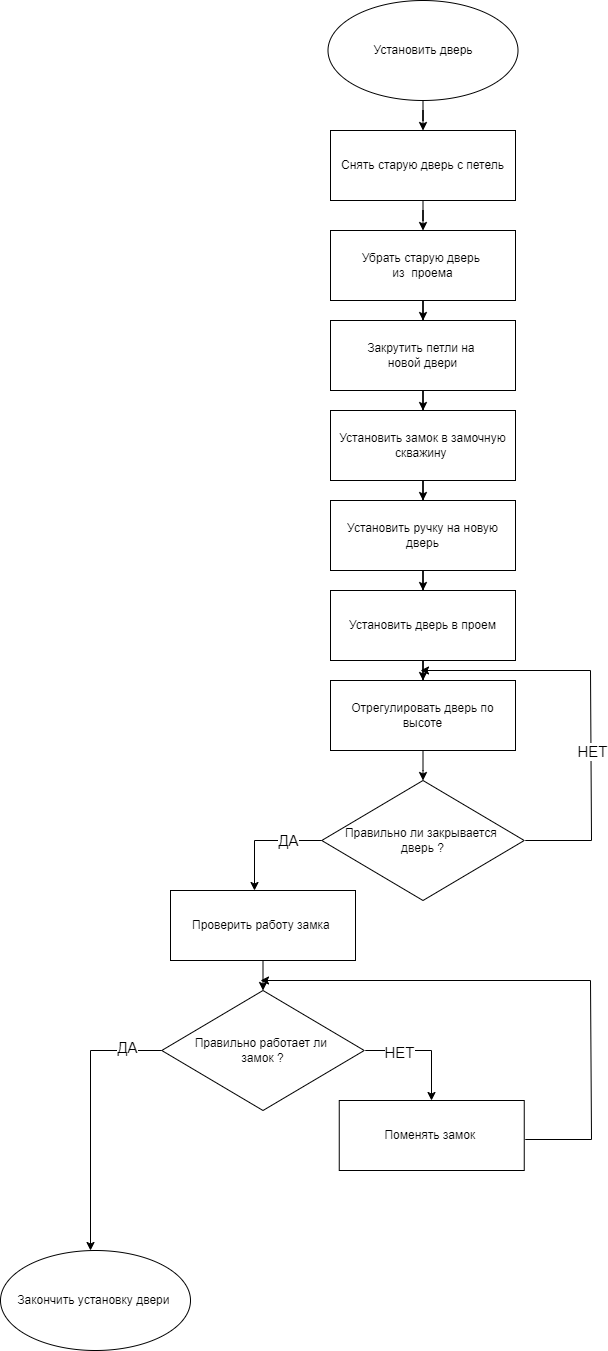 Установить дверь
Снять старую дверь с петель
Убрать старую дверь
из проема
Закрутить петли на
новой двери
Установить замок в замочную
скважину
Установить ручку на новую
дверь
Установить дверь в проем
Отрегулировать дверь по
высоте
НЕТ
Правильно ли закрывается
дверь ?
ДА
Проверить работу замка
Правильно работает ли
замок ?
ДА
НЕТ
Поменять замок
Закончить установку двери